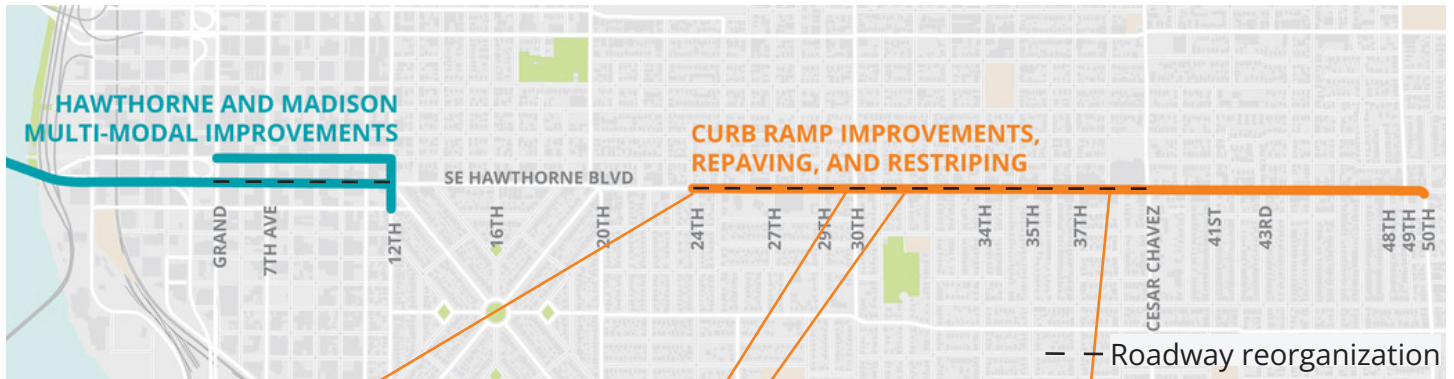 HAWTHORNE AND MADISON
MULTI-MODAL IMPROVEMENTS
CURB RAMP IMPROVEMENTS,
REPAVING, AND RESTRIPING
SE HAWTHORNE BLVD
GRAND
7TH AVE
12TH
16TH
20TH
24TH
27TH
29TH
30TH
34TH
35TH
37TH
CESAR CHAVEZ
41ST
43RD
48TH
49TH
50TH
Roadway reorganization